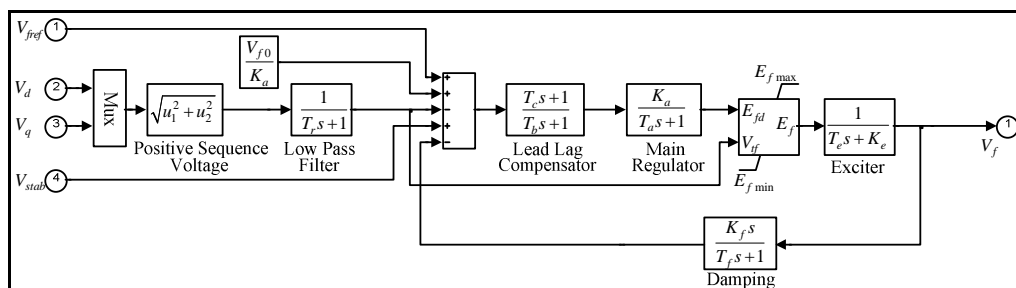 V_fref 1
V_f0
K_a
V_d 2
V_q 3
Mux
√u_1^2 + u_2^2
Positive Sequence
Voltage
1
T_r s+1
Low Pass
Filter
+
+
−
+
−
T_c s+1
T_b s+1
Lead Lag
Compensator
K_a
T_a s+1
Main
Regulator
E_f max
E_fd
E_f
V_tf
E_f min
1
T_e s + K_e
Exciter
1
V_f
V_stab 4
K_f s
T_f s+1
Damping